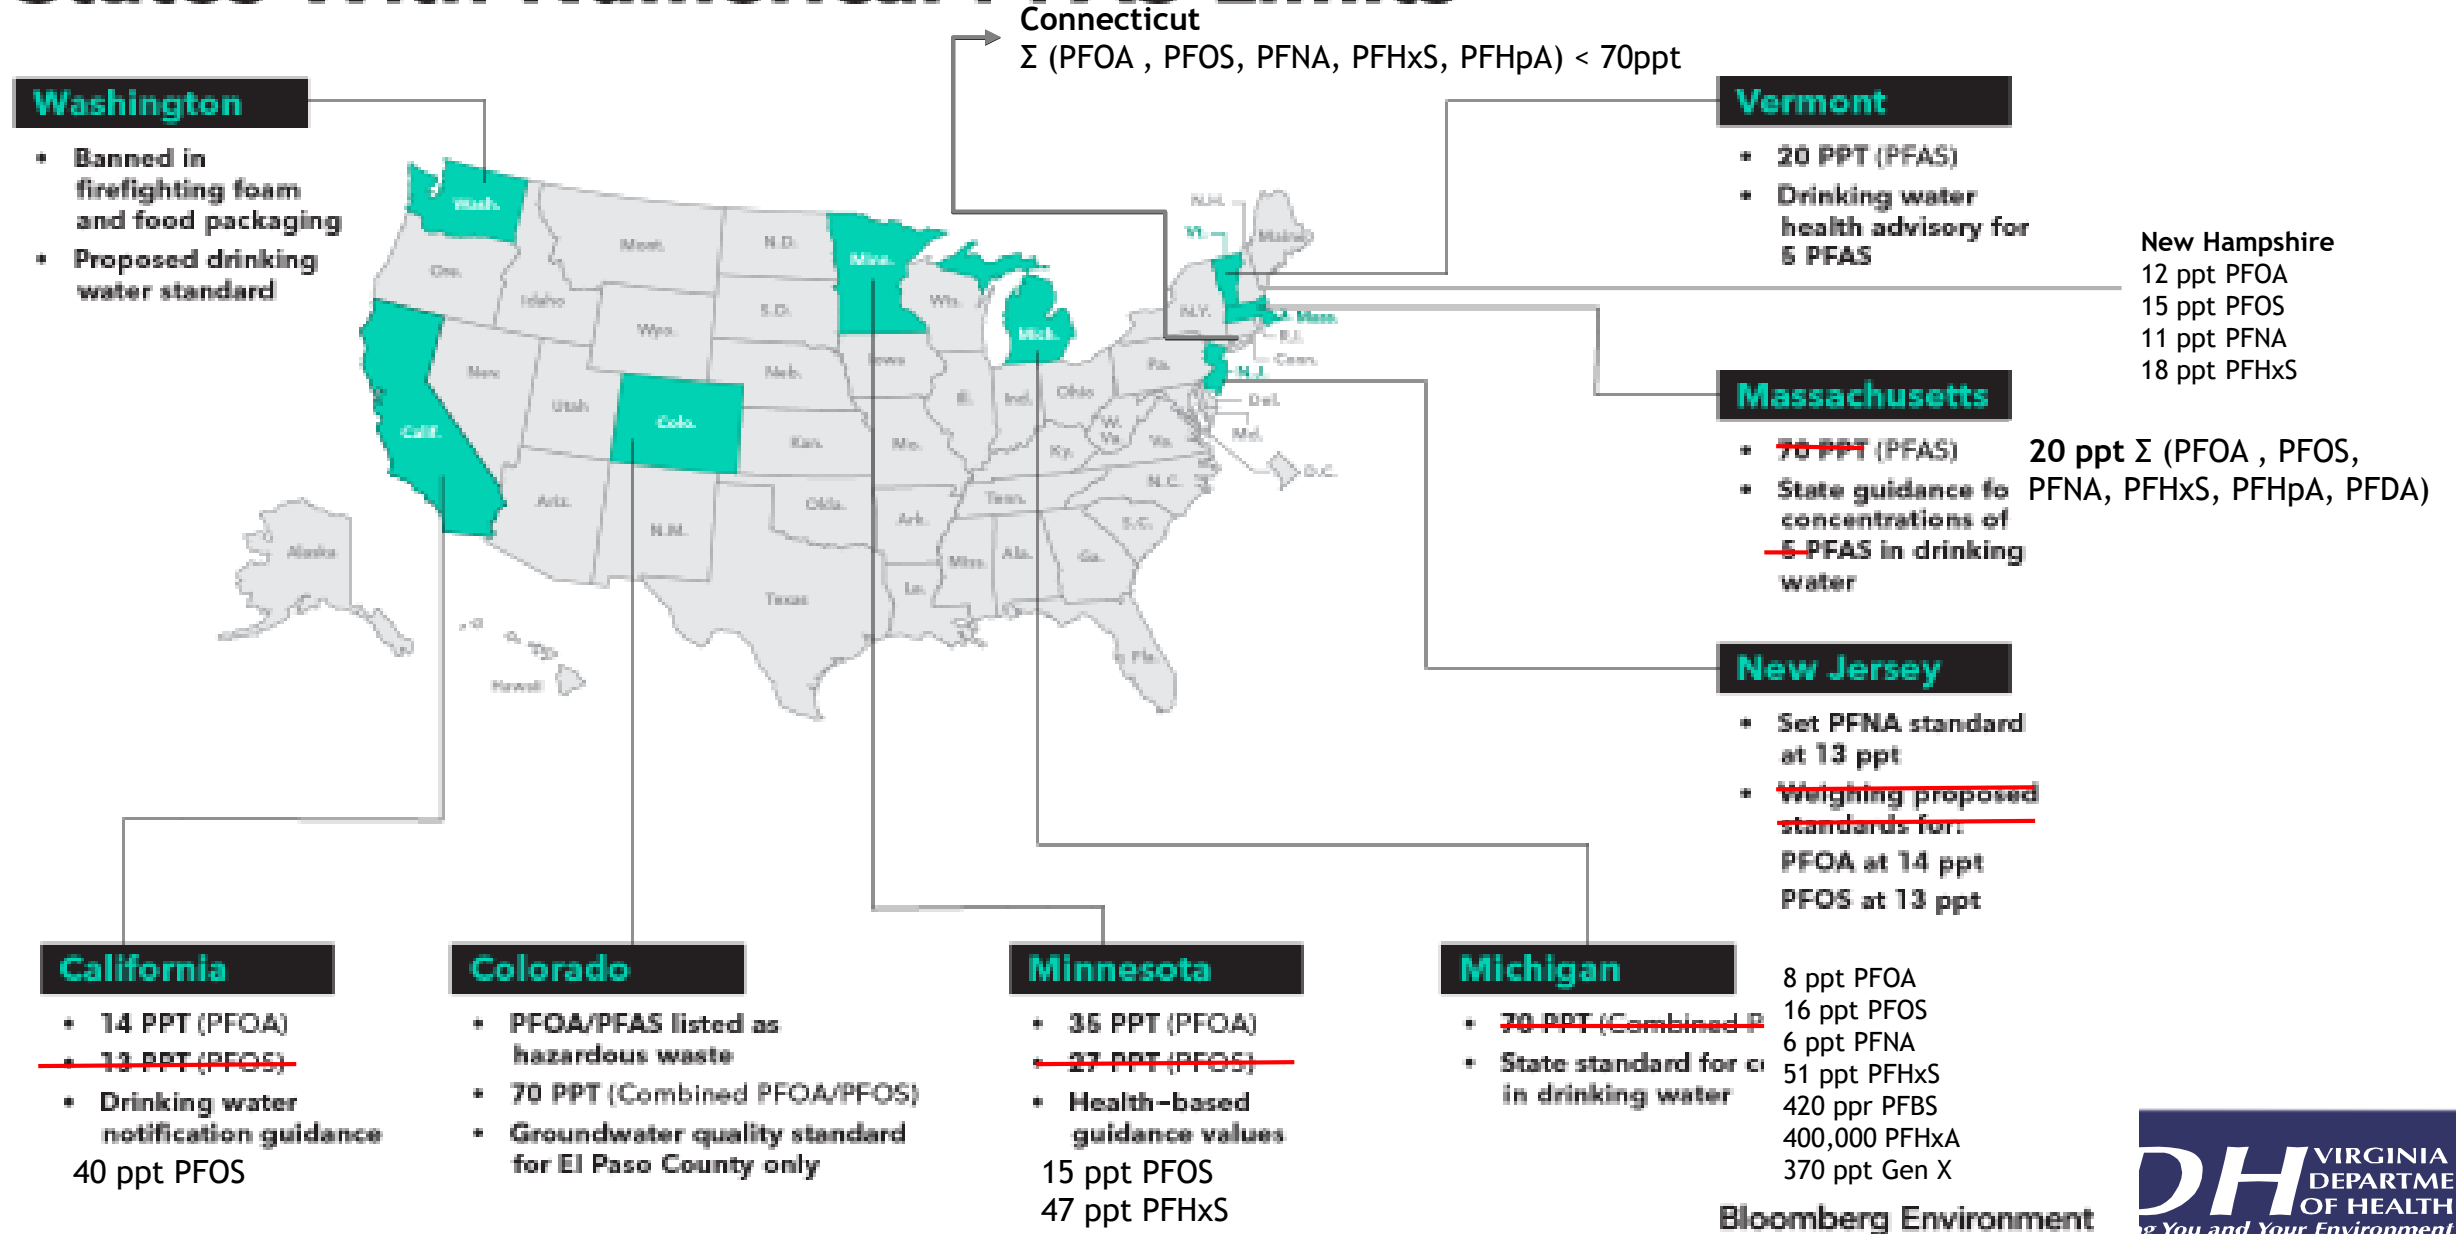 States With Numerical PFAS Limits
Connecticut
Σ (PFOA , PFOS, PFNA, PFHxS, PFHpA) < 70ppt
Washington
• Banned in
firefighting foam
and food packaging
• Proposed drinking
water standard
Vermont
• 20 PPT (PFAS)
• Drinking water
health advisory for
5 PFAS
New Hampshire
12 ppt PFOA
15 ppt PFOS
11 ppt PFNA
18 ppt PFHxS
Massachusetts
• 70 PPT (PFAS)
• State guidance fo
concentrations of
5 PFAS in drinking
water
20 ppt Σ (PFOA , PFOS,
PFNA, PFHxS, PFHpA, PFDA)
New Jersey
• Set PFNA standard
at 13 ppt
• Weighing proposed
standards for:
PFOA at 14 ppt
PFOS at 13 ppt
Wash.
Ore.
Calif.
Idaho
Nev.
Mont.
Wyo.
Utah
Ariz.
Colo.
N.M.
N.D.
S.D.
Neb.
Kan.
Okla.
Texas
Minn.
Iowa
Mo.
Ark.
La.
Wis.
Ill.
Mich.
Ind.
Ohio
Ky.
Tenn.
Miss.
Ala.
Ga.
Fla.
S.C.
N.C.
Va.
W.
Va.
Pa.
N.Y.
Vt.
N.H.
Maine
Mass.
R.I.
Conn.
N.J.
Del.
Md.
D.C.
Alaska
Hawaii
California
• 14 PPT (PFOA)
• 13 PPT (PFOS)
• Drinking water
notification guidance
40 ppt PFOS
Colorado
• PFOA/PFAS listed as
hazardous waste
• 70 PPT (Combined PFOA/PFOS)
• Groundwater quality standard
for El Paso County only
Minnesota
• 35 PPT (PFOA)
• 27 PPT (PFOS)
• Health-based
guidance values
15 ppt PFOS
47 ppt PFHxS
Michigan
• 70 PPT (Combined P
• State standard for c
in drinking water
8 ppt PFOA
16 ppt PFOS
6 ppt PFNA
51 ppt PFHxS
420 ppr PFBS
400,000 PFHxA
370 ppt Gen X
Bloomberg Environment
DH VIRGINIA
DEPARTME
OF HEALTH
g You and Your Environment